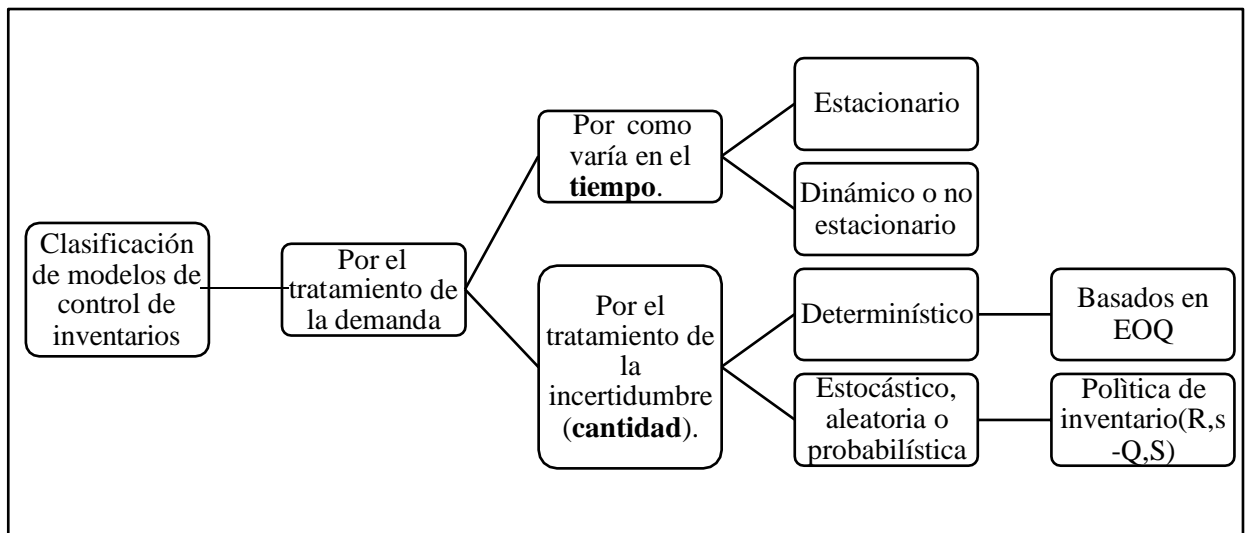 Clasificación
de modelos de
control de
inventarios
Por el
tratamiento de
la demanda
Por como
varía en el
tiempo.
Estacionario
Dinámico o no
estacionario
Por el
tratamiento de
la
incertidumbre
(cantidad).
Determinístico
Basados en
EOQ
Estocástico,
aleatoria o
probabilística
Polìtica de
inventario(R,s
-Q,S)